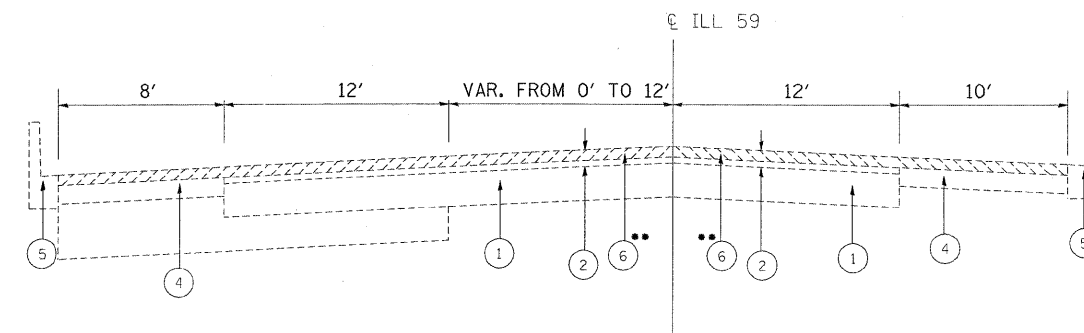 ℄ ILL 59
8' 12' VAR. FROM 0' TO 12' 12' 10'
5 4 1 2 6 ** ** 6 2 1 4 5